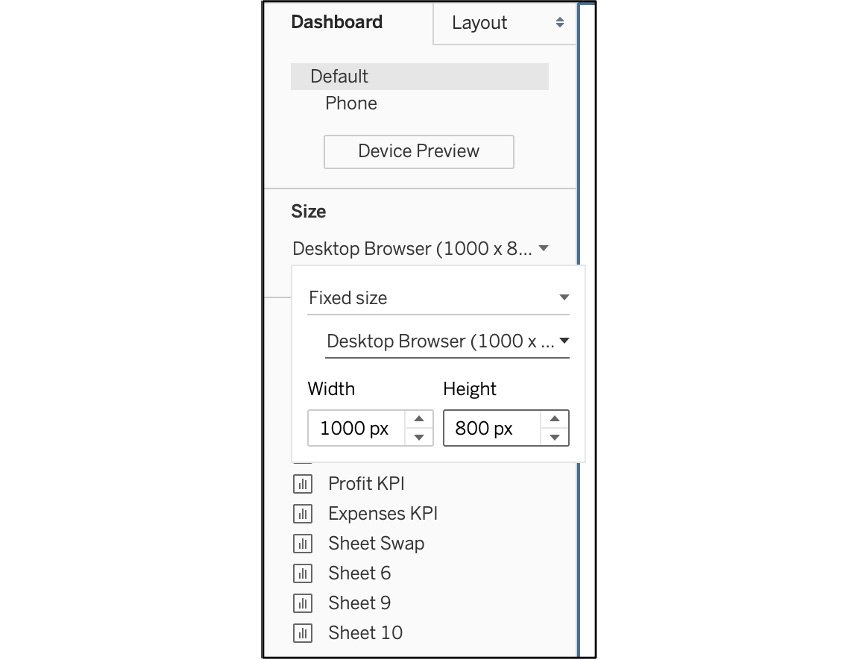 Dashboard Layout
Default
Phone
Device Preview
Size
Desktop Browser (1000 x 8...
Fixed size
Desktop Browser (1000 x ...
Width Height
1000 px 800 px
Profit KPI
Expenses KPI
Sheet Swap
Sheet 6
Sheet 9
Sheet 10